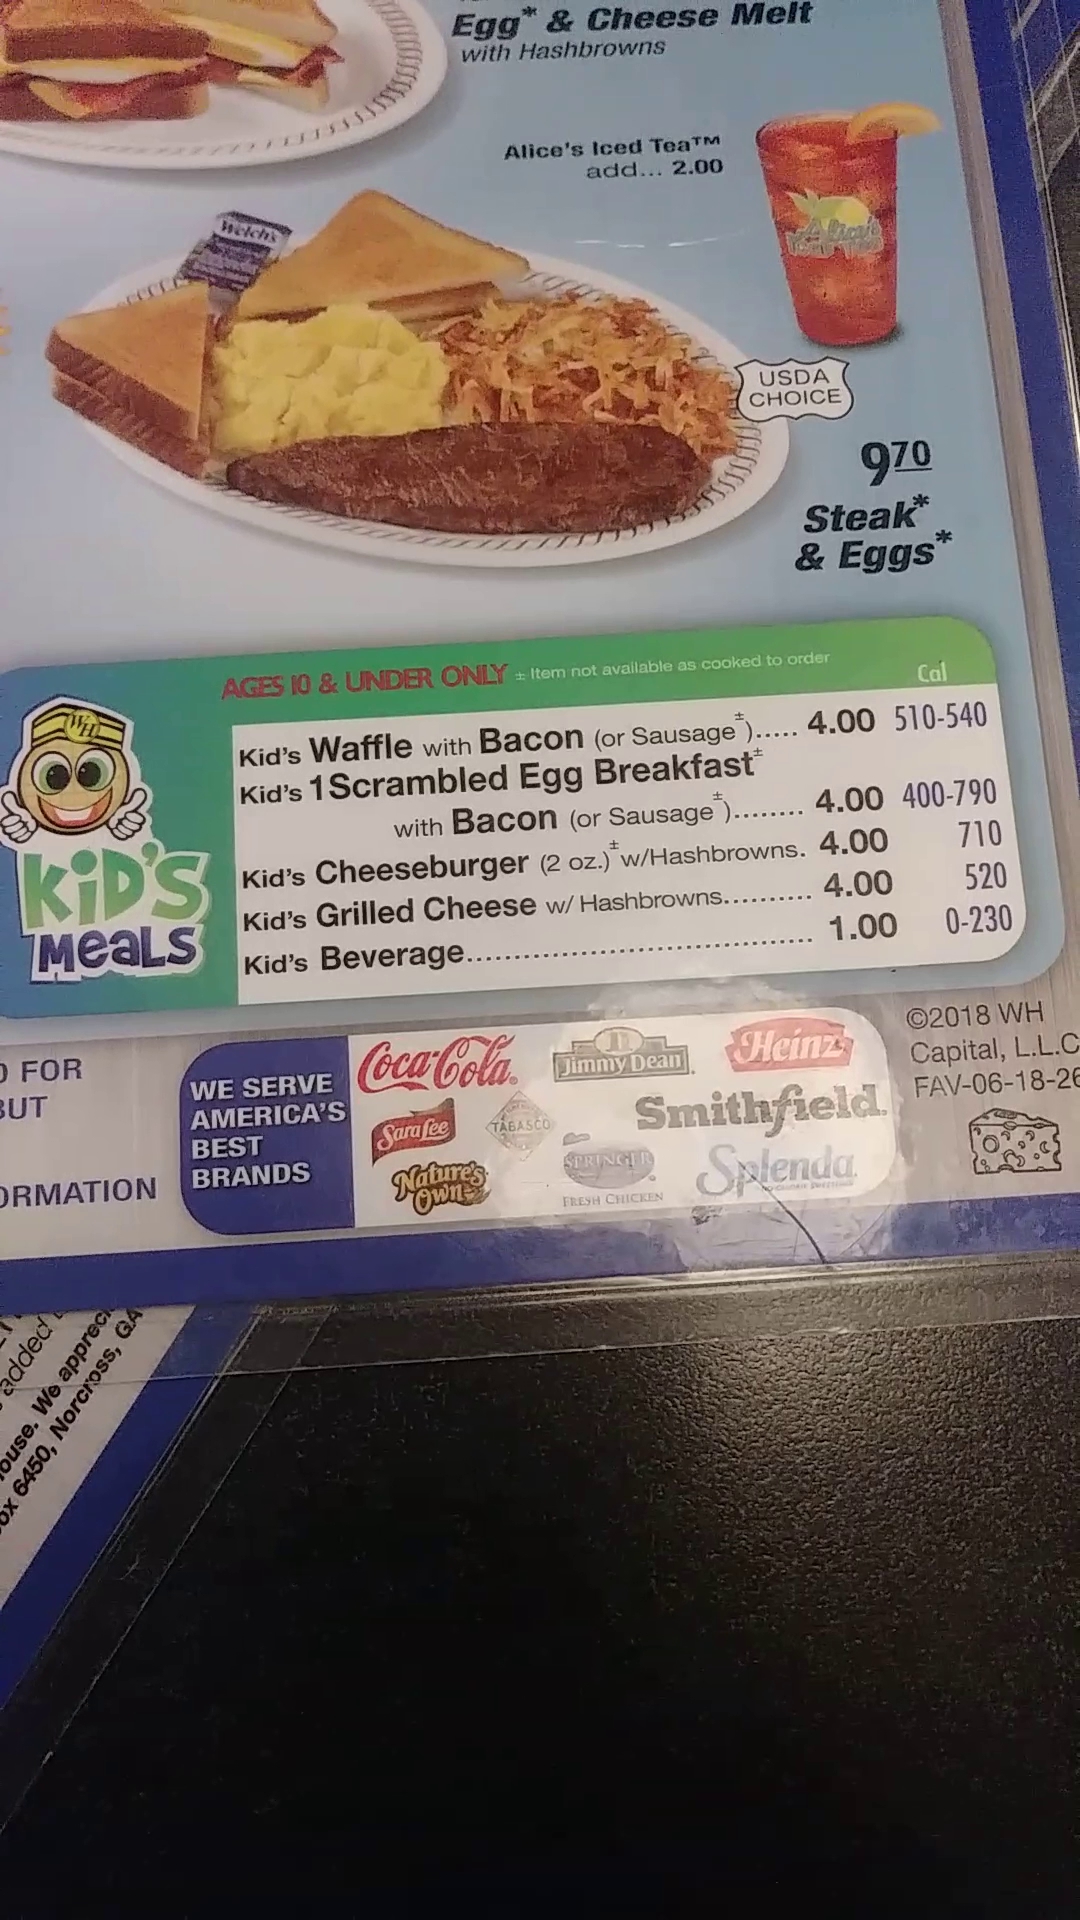 Egg* & Cheese Melt
with Hashbrowns
Alice's Iced Tea™
add... 2.00
Welch's
Alice's
USDA
CHOICE
970
Steak*
& Eggs*
AGES 10 & UNDER ONLY ± Item not available as cooked to order
Cal
WH
KiD'S
MeaLS
Kid's Waffle with Bacon (or Sausage±)..... 4.00 510-540
Kid's 1 Scrambled Egg Breakfast±
with Bacon (or Sausage±)........ 4.00 400-790
Kid's Cheeseburger (2 oz.)± w/Hashbrowns. 4.00 710
Kid's Grilled Cheese w/ Hashbrowns.......... 4.00 520
Kid's Beverage...................................... 1.00 0-230
FOR
BUT
ORMATION
WE SERVE
AMERICA'S
BEST
BRANDS
Coca-Cola
Jimmy Dean
Heinz
Sara Lee
TABASCO
Smithfield
Nature's
Own
SPRINGER
FRESH CHICKEN
Splenda
©2018 WH
Capital, L.L.C
FAV-06-18-26
added
ouse. We apprec
ox 6450, Norcross, GA